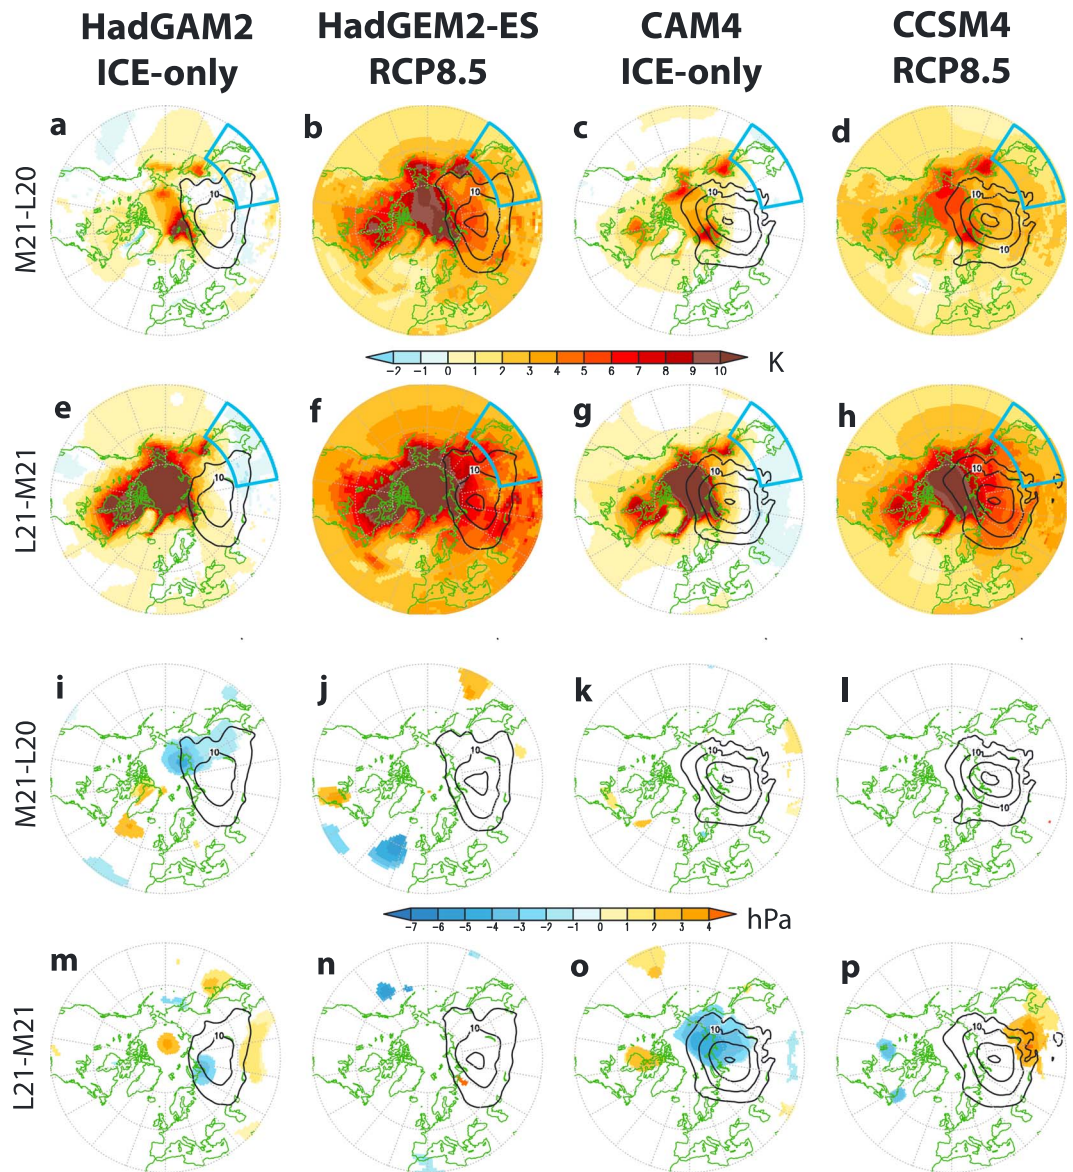 HadGAM2 HadGEM2-ES CAM4 CCSM4
ICE-only RCP8.5 ICE-only RCP8.5
M21-L20
a b c d
10 10 10 10
-2 -1 0 1 2 3 4 5 6 7 8 9 10 K
L21-M21
e f g h
10 10 10 10
M21-L20
i j k l
10 10 10 10
-7 -6 -5 -4 -3 -2 -1 0 1 2 3 4 hPa
L21-M21
m n o p
10 10 10 10